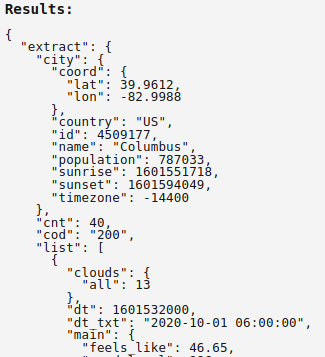 Results:
{
  "extract": {
    "city": {
      "coord": {
        "lat": 39.9612,
        "lon": -82.9988
      },
      "country": "US",
      "id": 4509177,
      "name": "Columbus",
      "population": 787033,
      "sunrise": 1601551718,
      "sunset": 1601594049,
      "timezone": -14400
    },
    "cnt": 40,
    "cod": "200",
    "list": [
      {
        "clouds": {
          "all": 13
        },
        "dt": 1601532000,
        "dt_txt": "2020-10-01 06:00:00",
        "main": {
          "feels_like": 46.65,